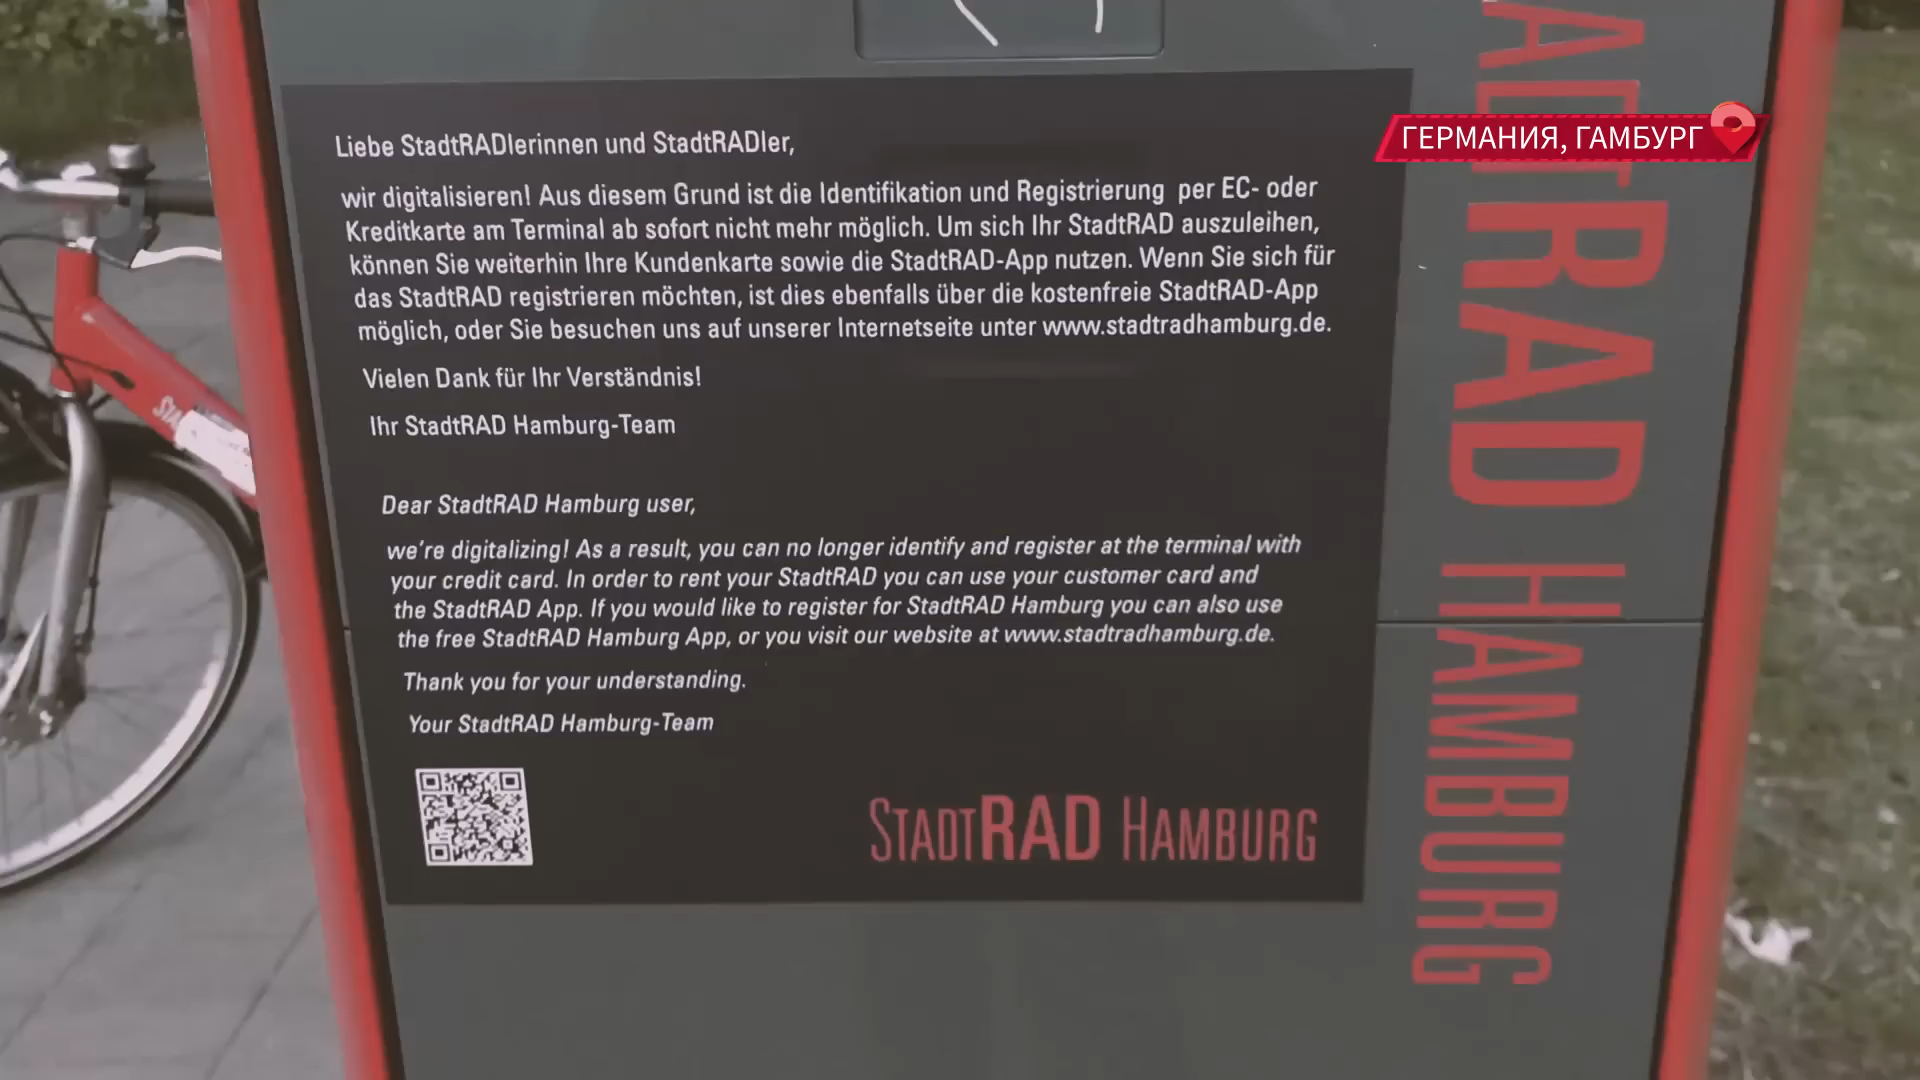 Liebe StadtRADlerinnen und StadtRADler,
wir digitalisieren! Aus diesem Grund ist die Identifikation und Registrierung per EC- oder
Kreditkarte am Terminal ab sofort nicht mehr möglich. Um sich Ihr StadtRAD auszuleihen,
können Sie weiterhin Ihre Kundenkarte sowie die StadtRAD-App nutzen. Wenn Sie sich für
das StadtRAD registrieren möchten, ist dies ebenfalls über die kostenfreie StadtRAD-App
möglich, oder Sie besuchen uns auf unserer Internetseite unter www.stadtradhamburg.de.
Vielen Dank für Ihr Verständnis!
Ihr StadtRAD Hamburg-Team
Dear StadtRAD Hamburg user,
we're digitalizing! As a result, you can no longer identify and register at the terminal with
your credit card. In order to rent your StadtRAD you can use your customer card and
the StadtRAD App. If you would like to register for StadtRAD Hamburg you can also use
the free StadtRAD Hamburg App, or you visit our website at www.stadtradhamburg.de.
Thank you for your understanding.
Your StadtRAD Hamburg-Team
STADTRAD HAMBURG
ГЕРМАНИЯ, ГАМБУРГ
ADTRAD HAMBURG